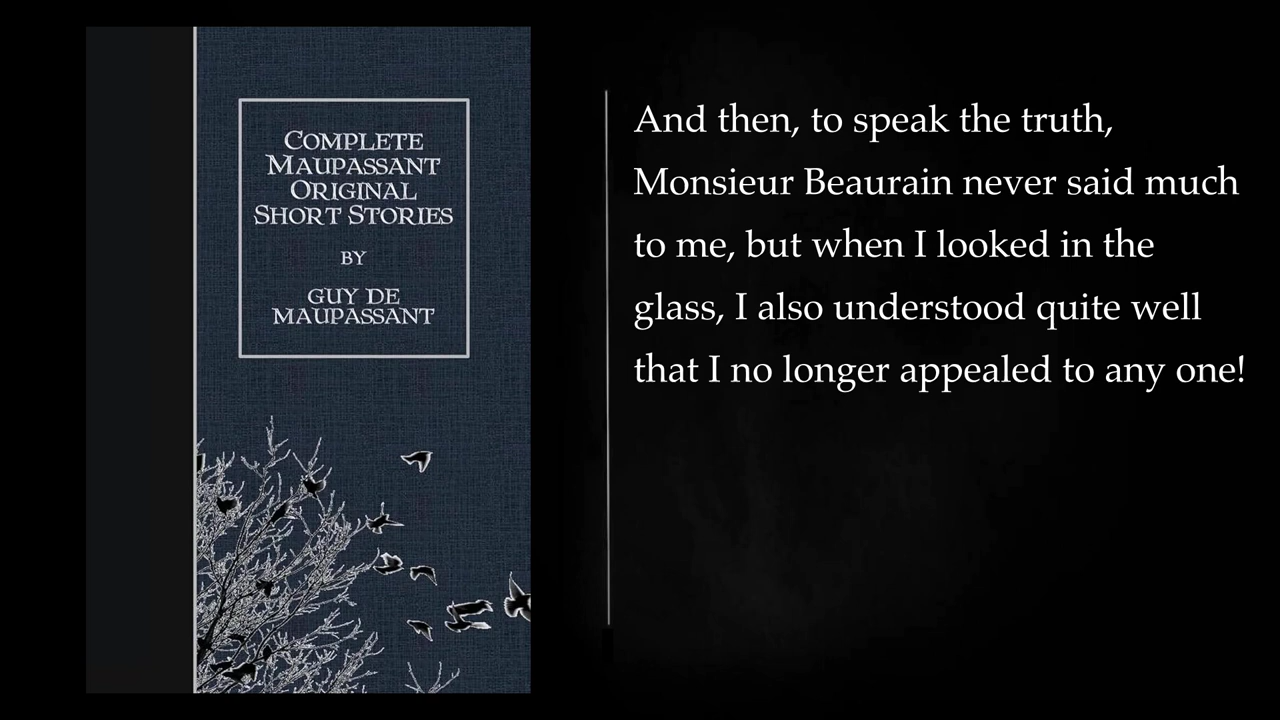 COMPLETE
MAUPASSANT
ORIGINAL
SHORT STORIES
BY
GUY DE
MAUPASSANT
And then, to speak the truth,
Monsieur Beaurain never said much
to me, but when I looked in the
glass, I also understood quite well
that I no longer appealed to any one!